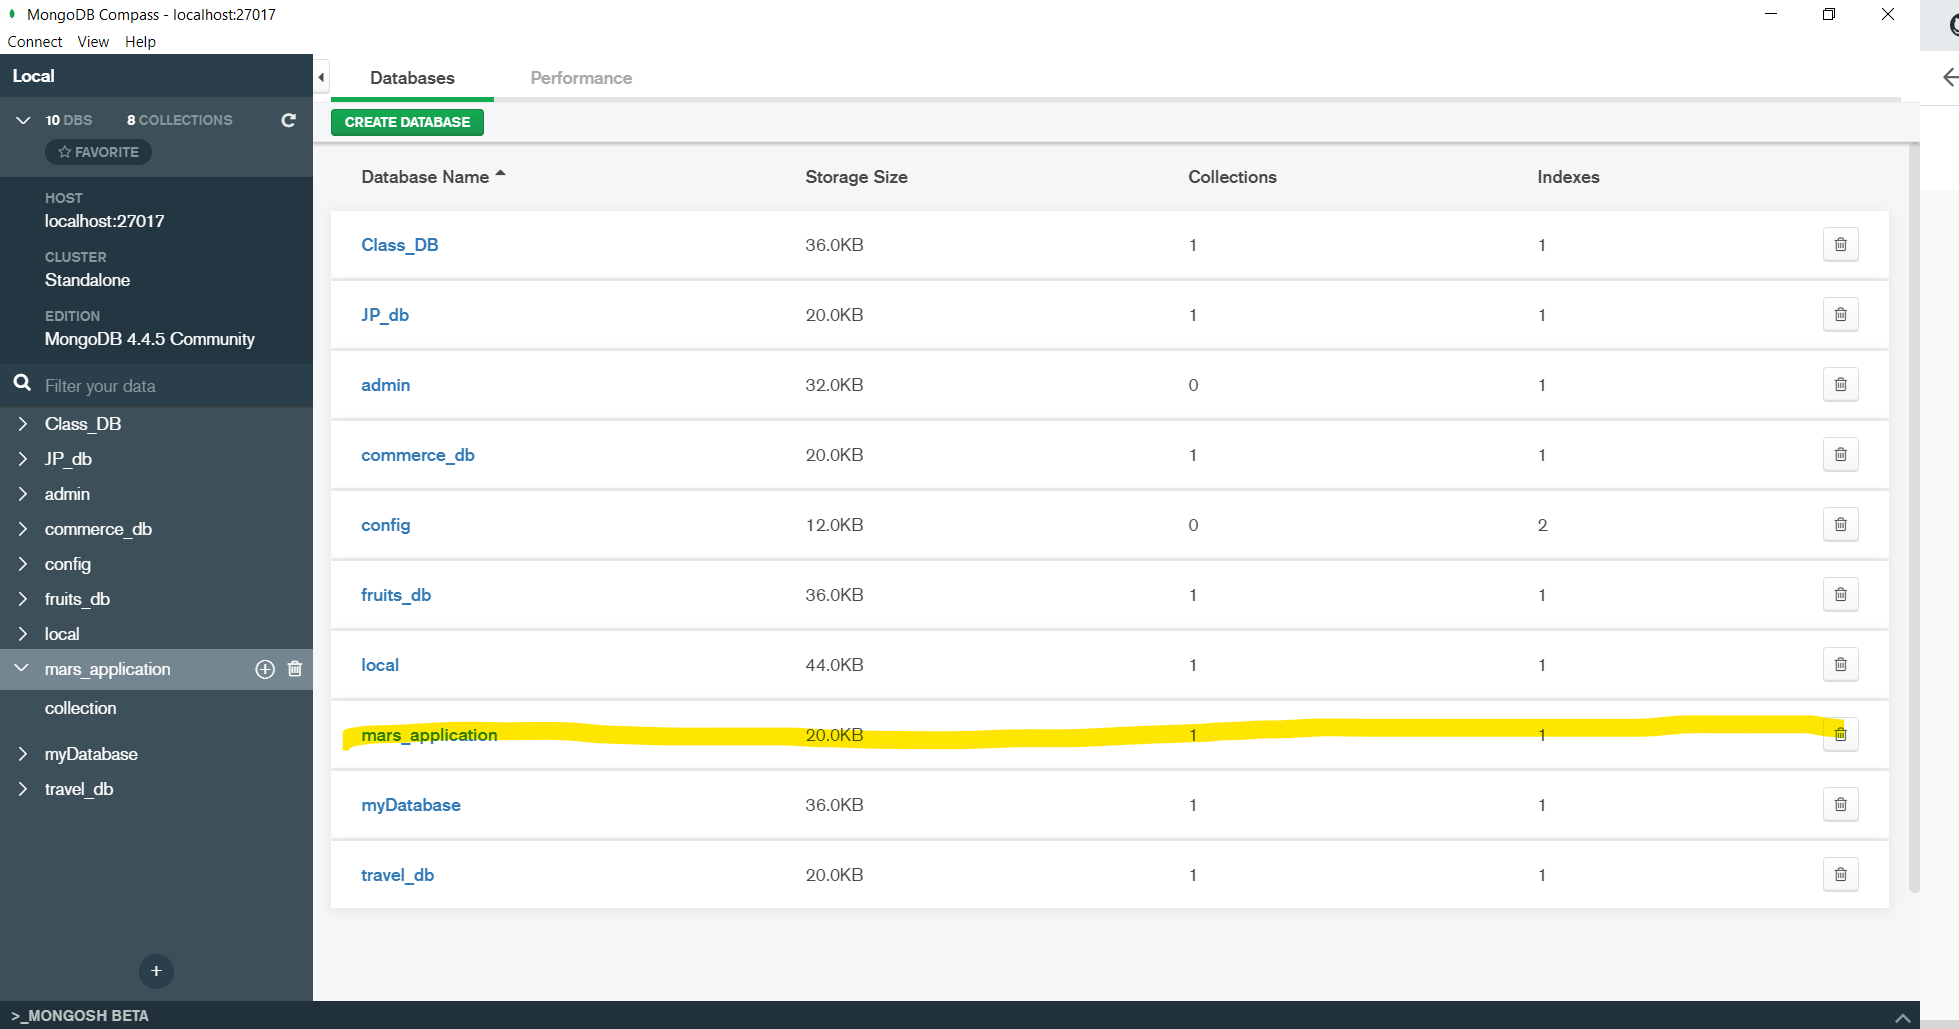 MongoDB Compass - localhost:27017
Connect View Help
Local
10 DBS 8 COLLECTIONS
FAVORITE
HOST
localhost:27017
CLUSTER
Standalone
EDITION
MongoDB 4.4.5 Community
Filter your data
Class_DB
JP_db
admin
commerce_db
config
fruits_db
local
mars_application
collection
myDatabase
travel_db
>_MONGOSH BETA
Databases Performance
CREATE DATABASE
Database Name Storage Size Collections Indexes
Class_DB 36.0KB 1 1
JP_db 20.0KB 1 1
admin 32.0KB 0 1
commerce_db 20.0KB 1 1
config 12.0KB 0 2
fruits_db 36.0KB 1 1
local 44.0KB 1 1
mars_application 20.0KB 1 1
myDatabase 36.0KB 1 1
travel_db 20.0KB 1 1